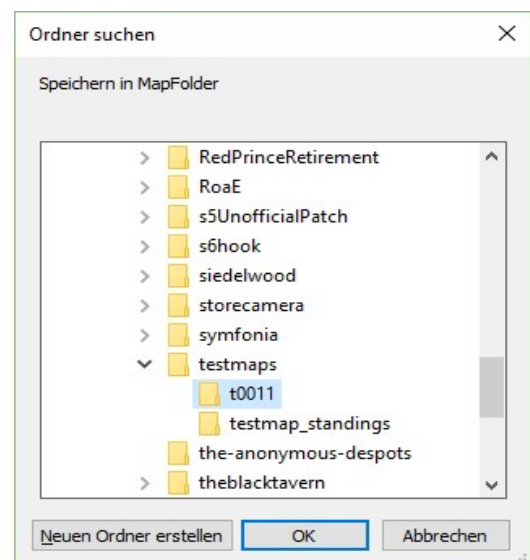 Ordner suchen
Speichern in MapFolder
RedPrinceRetirement
RoaE
s5UnofficialPatch
s6hook
siedelwood
storecamera
symfonia
testmaps
t0011
testmap_standings
the-anonymous-despots
theblacktavern
Neuen Ordner erstellen OK Abbrechen